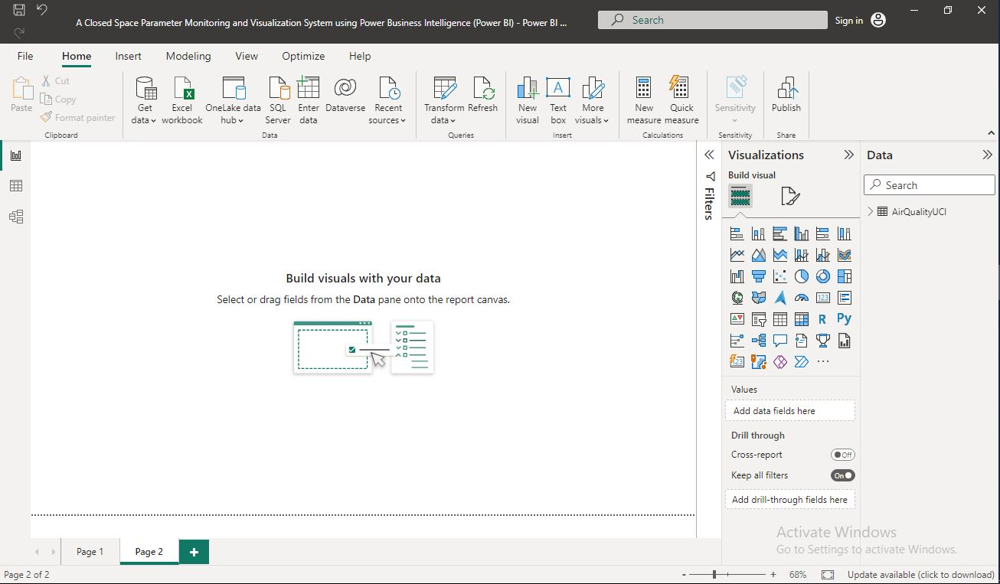 A Closed Space Parameter Monitoring and Visualization System using Power Business Intelligence (Power BI) - Power BI ...
Search
Sign in
File
Home
Insert
Modeling
View
Optimize
Help
Paste
Cut
Copy
Format painter
Clipboard
Get
data
Excel
workbook
OneLake data
hub
SQL
Server
Enter
data
Dataverse
Recent
sources
Data
Transform
data
Refresh
Queries
New
visual
A
Text
box
More
visuals
Insert
New
measure
Quick
measure
Calculations
Sensitivity
Sensitivity
Publish
Share
Filters
Visualizations
Build visual
123
R
Py
123
Values
Add data fields here
Drill through
Cross-report
Off
Keep all filters
On
Add drill-through fields here
Data
Search
AirQualityUCI
Build visuals with your data
Select or drag fields from the Data pane onto the report canvas.
Activate Windows
Go to Settings to activate Windows.
Page 1
Page 2
+
Page 2 of 2
-
+
68%
Update available (click to download)